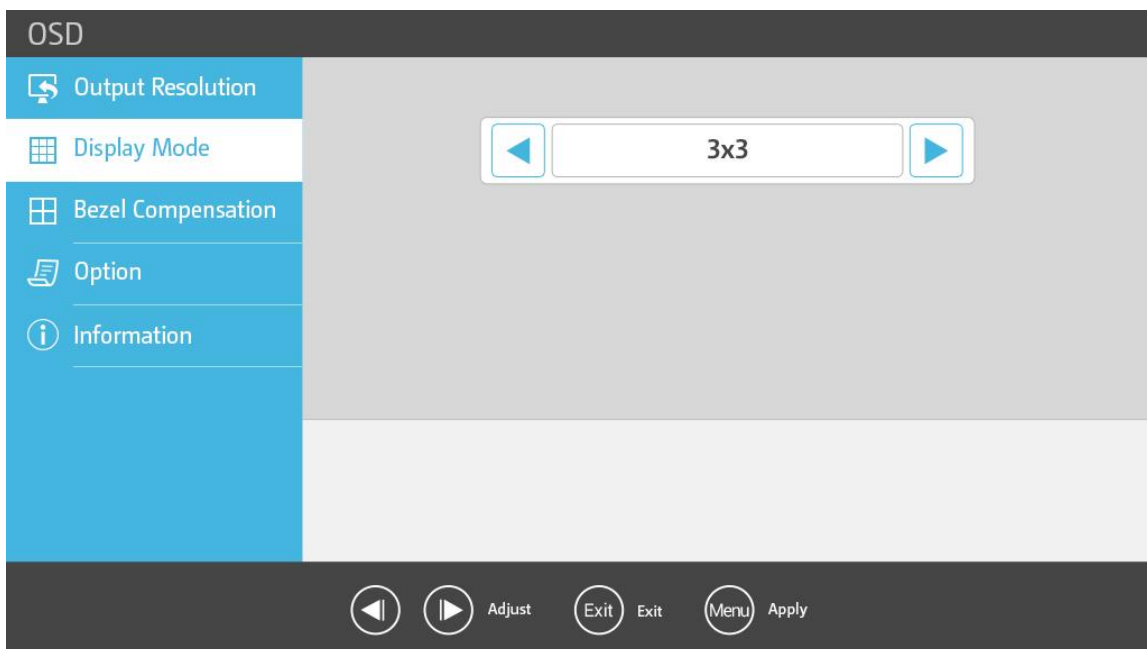 OSD
Output Resolution
Display Mode
3x3
Bezel Compensation
Option
Information
Adjust
Exit Exit
Menu Apply